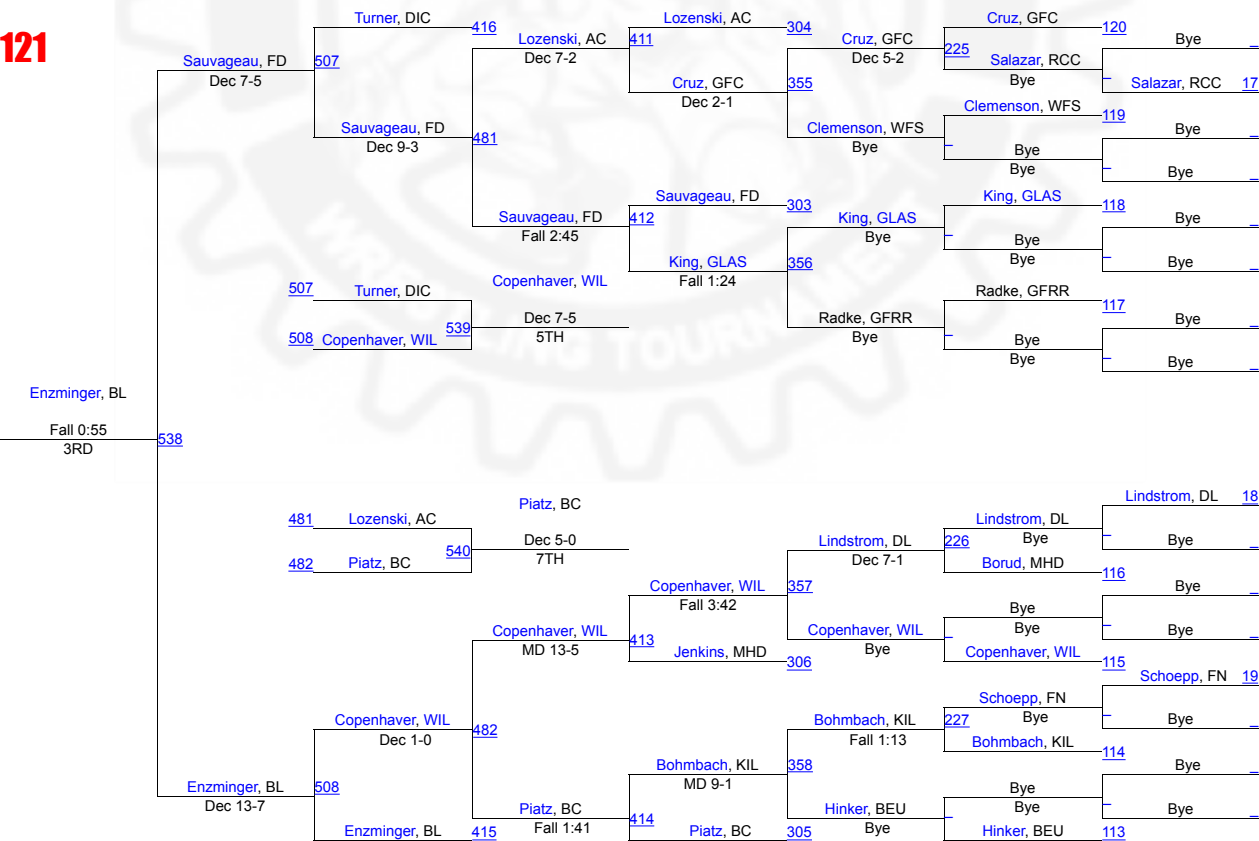 121
Turner, DIC
416
Lozenski, AC
304
Cruz, GFC
120
Bye
_
Lozenski, AC
411
Cruz, GFC
225
Salazar, RCC
Sauvageau, FD
507
Dec 7-2
Dec 5-2
Bye
_
Salazar, RCC
17
Dec 7-5
Cruz, GFC
355
Clemenson, WFS
119
Dec 2-1
Bye
_
Sauvageau, FD
481
Clemenson, WFS
Bye
_
Dec 9-3
Bye
Bye
_
Bye
_
Sauvageau, FD
303
King, GLAS
118
Sauvageau, FD
412
King, GLAS
Bye
_
Fall 2:45
Bye
_
Bye
King, GLAS
356
Bye
_
Bye
_
Copenhaver, WIL
Fall 1:24
507
Turner, DIC
Radke, GFRR
117
Dec 7-5
Radke, GFRR
Bye
_
508
Copenhaver, WIL
539
5TH
Bye
_
Bye
Bye
_
Bye
_
Enzminger, BL
Fall 0:55
538
3RD
Piatz, BC
Lindstrom, DL
18
481
Lozenski, AC
Lindstrom, DL
Dec 5-0
Lindstrom, DL
226
Bye
_
Bye
_
482
Piatz, BC
540
7TH
Dec 7-1
Borud, MHD
116
Copenhaver, WIL
357
Bye
_
Fall 3:42
Bye
Copenhaver, WIL
413
Copenhaver, WIL
_
Bye
_
Bye
_
MD 13-5
Jenkins, MHD
306
Bye
Copenhaver, WIL
115
Schoepp, FN
19
Schoepp, FN
Copenhaver, WIL
482
Bohmbach, KIL
227
Bye
_
Bye
_
Dec 1-0
Fall 1:13
Bohmbach, KIL
114
Bohmbach, KIL
358
Bye
_
MD 9-1
Enzminger, BL
508
Bye
Dec 13-7
Piatz, BC
414
Hinker, BEU
_
Bye
_
Bye
_
Fall 1:41
Bye
Enzminger, BL
415
Piatz, BC
305
Hinker, BEU
113
WRESTLING TOURNAMENT